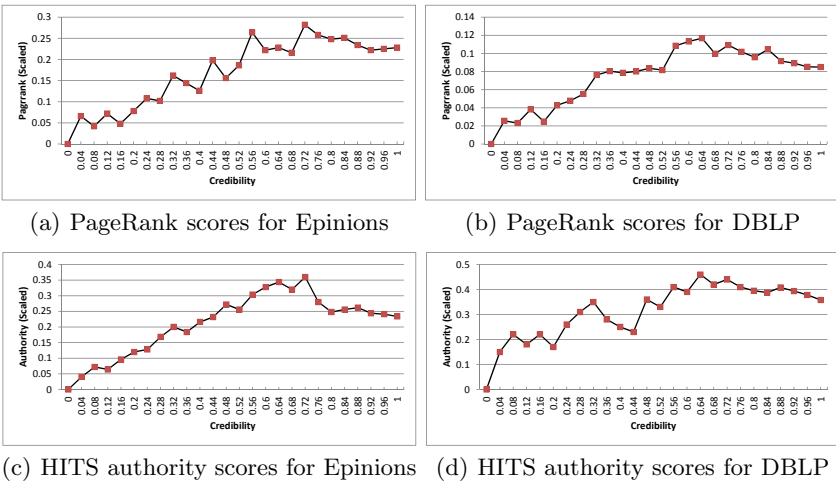 0.3
0.25
0.2
0.15
0.1
0.05
0
Pagrrank (Scaled)
0 0.04 0.08 0.12 0.16 0.2 0.24 0.28 0.32 0.36 0.4 0.44 0.48 0.52 0.56 0.6 0.64 0.68 0.72 0.76 0.8 0.84 0.88 0.92 0.96 1
Credibility
(a) PageRank scores for Epinions
0.14
0.12
0.1
0.08
0.06
0.04
0.02
0
Pagerank (Scaled)
0 0.04 0.08 0.12 0.16 0.2 0.24 0.28 0.32 0.36 0.4 0.44 0.48 0.52 0.56 0.6 0.64 0.68 0.72 0.76 0.8 0.84 0.88 0.92 0.96 1
Credibility
(b) PageRank scores for DBLP
0.4
0.35
0.3
0.25
0.2
0.15
0.1
0.05
0
Authority (Scaled)
0 0.04 0.08 0.12 0.16 0.2 0.24 0.28 0.32 0.36 0.4 0.44 0.48 0.52 0.56 0.6 0.64 0.68 0.72 0.76 0.8 0.84 0.88 0.92 0.96 1
Credibility
(c) HITS authority scores for Epinions
0.5
0.4
0.3
0.2
0.1
0
Authority (Scaled)
0 0.04 0.08 0.12 0.16 0.2 0.24 0.28 0.32 0.36 0.4 0.44 0.48 0.52 0.56 0.6 0.64 0.68 0.72 0.76 0.8 0.84 0.88 0.92 0.96 1
Credibility
(d) HITS authority scores for DBLP